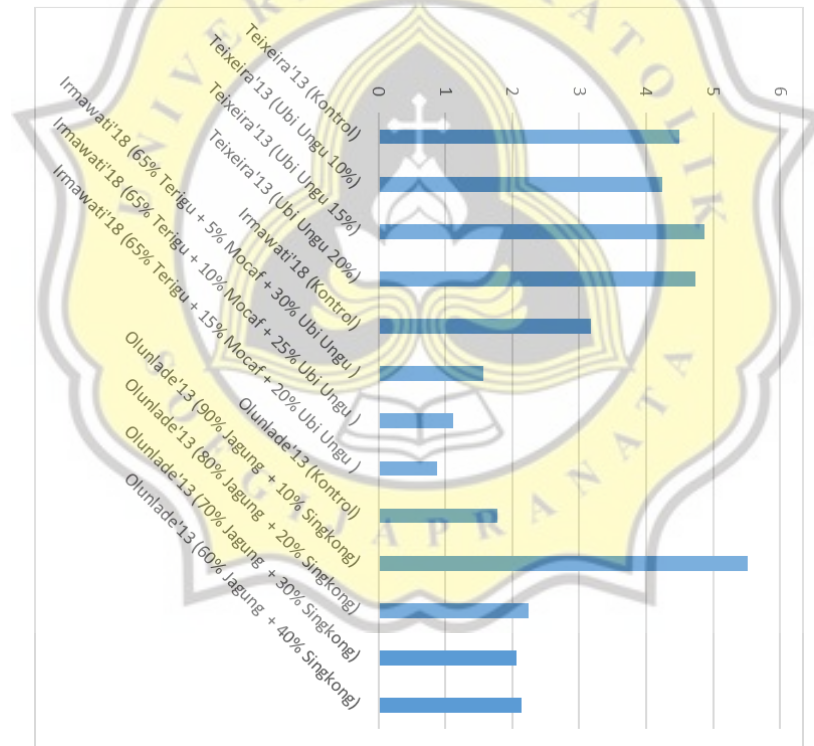 0 1 2 3 4 5 6
Teixeira'13 (Kontrol)
Teixeira'13 (Ubi Ungu 10%)
Teixeira'13 (Ubi Ungu 15%)
Teixeira'13 (Ubi Ungu 20%)
Irmawati'18 (Kontrol)
Irmawati'18 (65% Terigu + 5% Mocaf + 30% Ubi Ungu )
Irmawati'18 (65% Terigu + 10% Mocaf + 25% Ubi Ungu )
Irmawati'18 (65% Terigu + 15% Mocaf + 20% Ubi Ungu )
Olunlade'13 (Kontrol)
Olunlade'13 (90% Jagung + 10% Singkong)
Olunlade'13 (80% Jagung + 20% Singkong)
Olunlade'13 (70% Jagung + 30% Singkong)
Olunlade'13 (60% Jagung + 40% Singkong)
SOEGIJAPRANATA